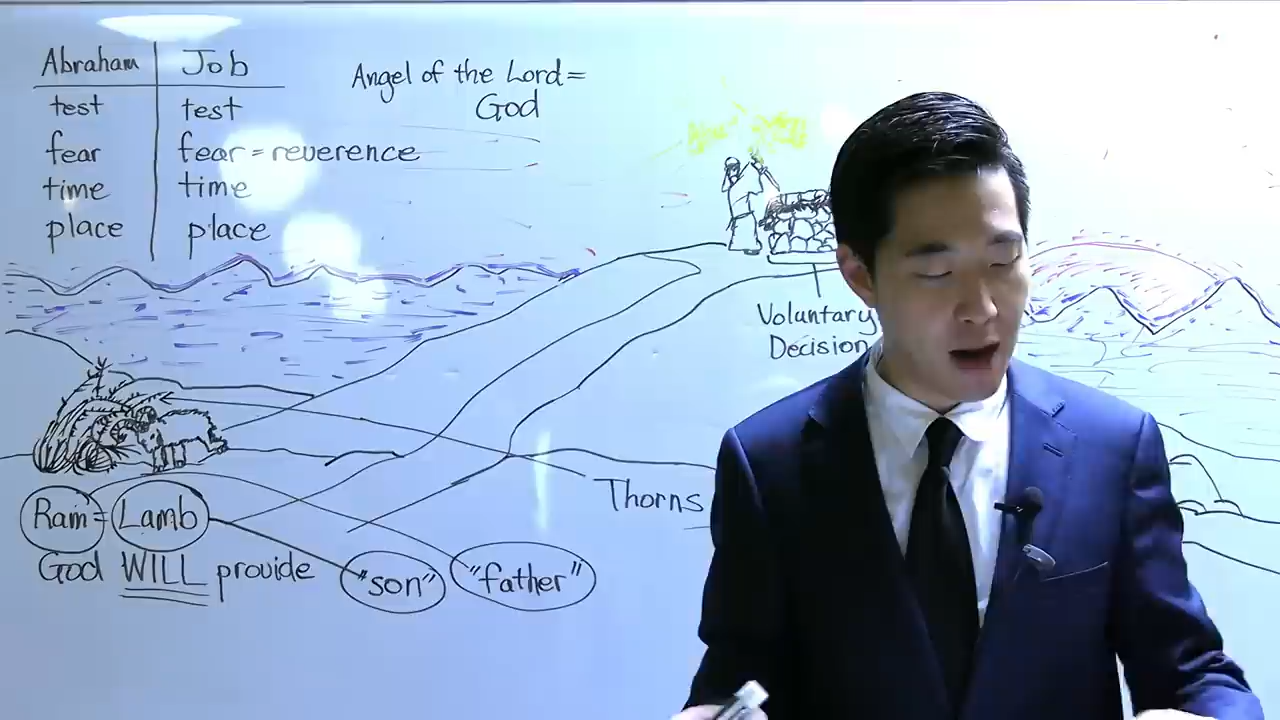 Abraham Job
test test
fear fear = reverence
time time
place place
Angel of the Lord =
God
Voluntary
Decision
Thorns
Ram = Lamb
God WILL provide
"son" "father"